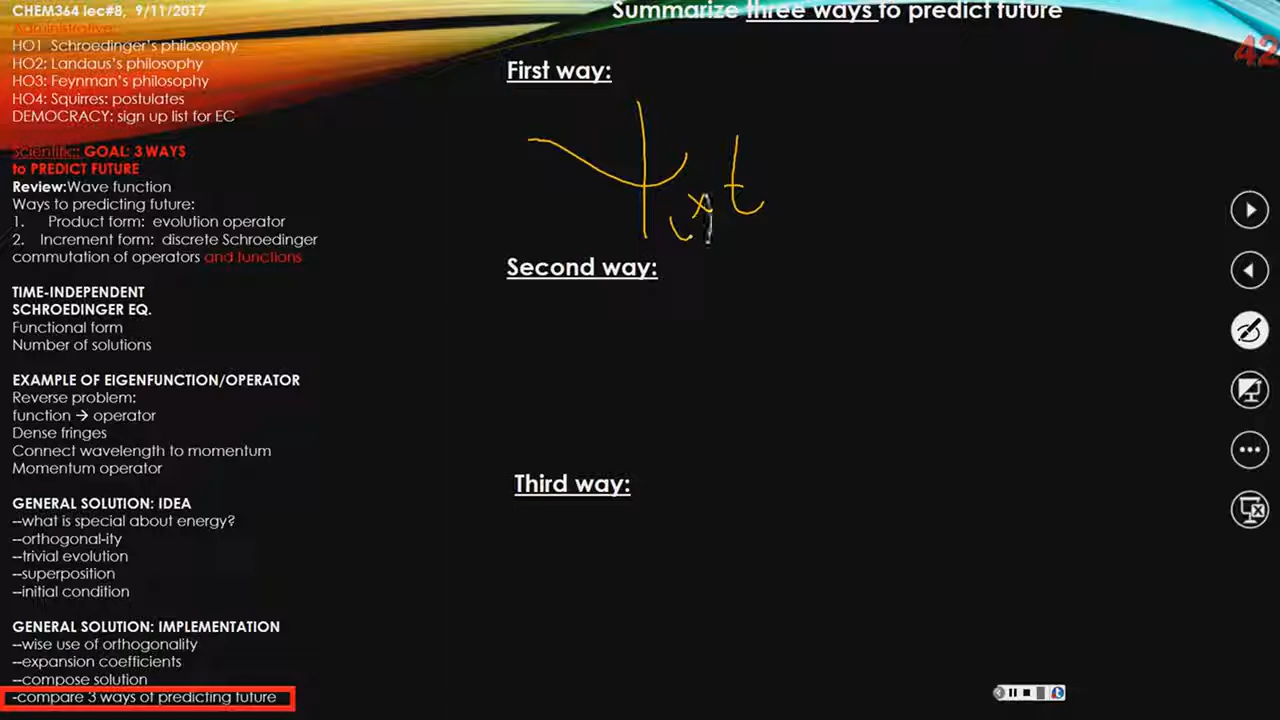 CHEM364 lec#8, 9/11/2017
Administrative:
HO1 Schroedinger's philosophy
HO2: Landaus's philosophy
HO3: Feynman's philosophy
HO4: Squirres: postulates
DEMOCRACY: sign up list for EC
Scientific: GOAL: 3 WAYS
to PREDICT FUTURE
Review:Wave function
Ways to predicting future:
1. Product form: evolution operator
2. Increment form: discrete Schroedinger
commutation of operators and functions
TIME-INDEPENDENT
SCHROEDINGER EQ.
Functional form
Number of solutions
EXAMPLE OF EIGENFUNCTION/OPERATOR
Reverse problem:
function → operator
Dense fringes
Connect wavelength to momentum
Momentum operator
GENERAL SOLUTION: IDEA
--what is special about energy?
--orthogonal-ity
--trivial evolution
--superposition
--initial condition
GENERAL SOLUTION: IMPLEMENTATION
--wise use of orthogonality
--expansion coefficients
--compose solution
-compare 3 ways of predicting future
Summarize three ways to predict future
42
First way:
Ψ x, t
Second way:
Third way: